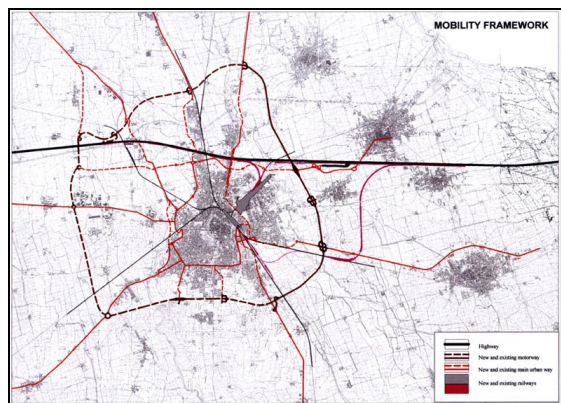 MOBILITY FRAMEWORK
Highway
New and existing motorway
New and existing main urban way
New and existing railways